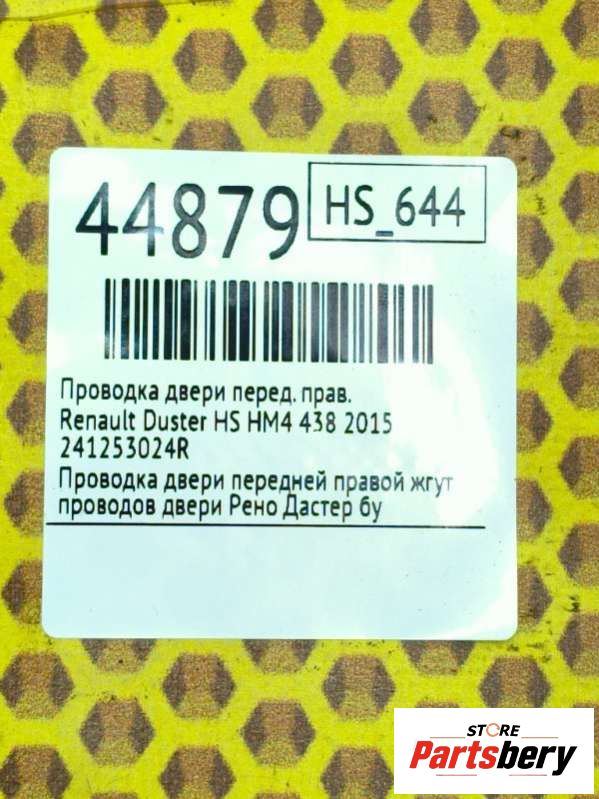 44879
HS_644
Проводка двери перед. прав.
Renault Duster HS HM4 438 2015
241253024R
Проводка двери передней правой жгут
проводов двери Рено Дастер бу
STORE
Partsbery